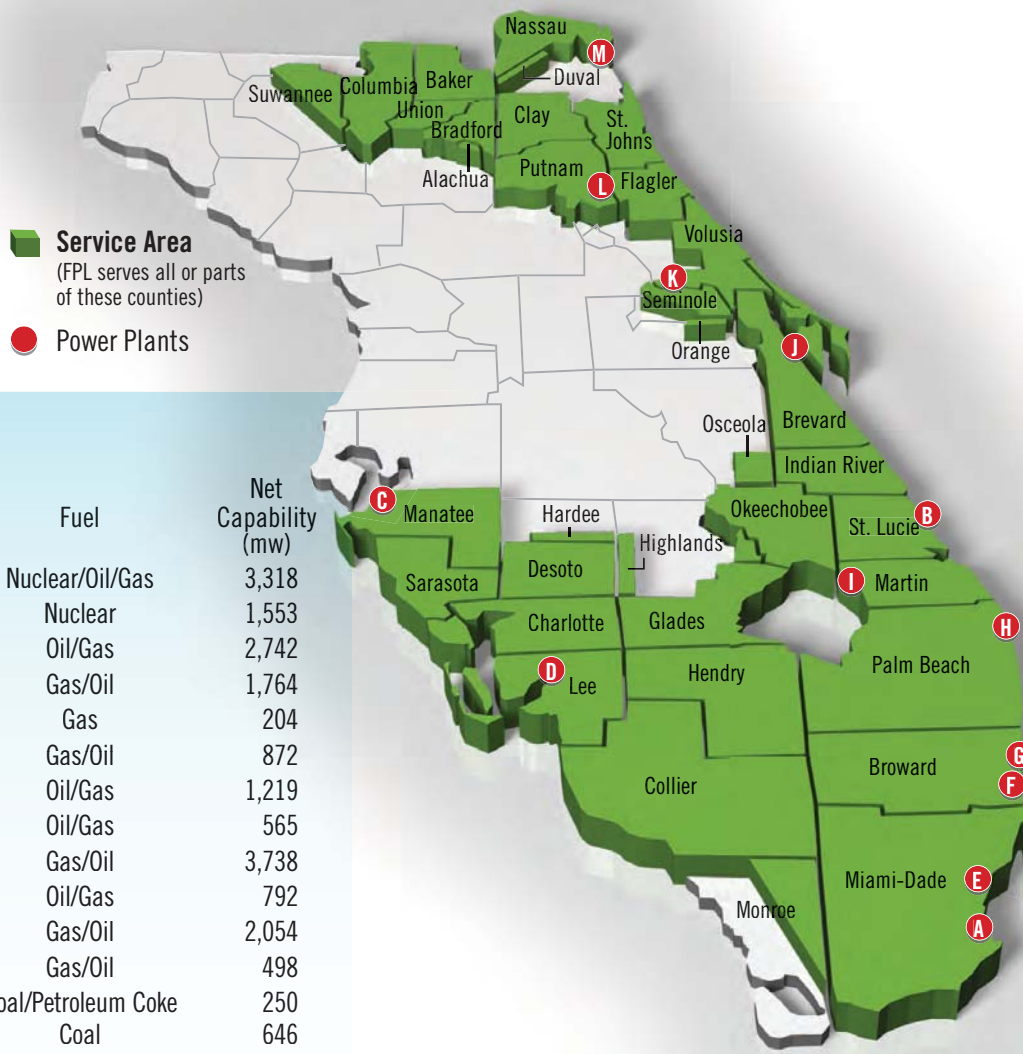 Nassau
M
Duval
Suwannee
Columbia
Baker
Union
Bradford
Clay
St.
Johns
Alachua
Putnam
L
Flagler
Service Area
(FPL serves all or parts
of these counties)
Power Plants
Volusia
K
Seminole
Orange
J
Osceola
Brevard
Indian River
C
Manatee
Hardee
Highlands
Okeechobee
St. Lucie
B
Sarasota
Desoto
I
Martin
Charlotte
Glades
H
D
Lee
Hendry
Palm Beach
G
Broward
F
Collier
Miami-Dade
E
Monroe
A
Fuel
Net
Capability
(mw)
Nuclear/Oil/Gas 3,318
Nuclear 1,553
Oil/Gas 2,742
Gas/Oil 1,764
Gas 204
Gas/Oil 872
Oil/Gas 1,219
Oil/Gas 565
Gas/Oil 3,738
Oil/Gas 792
Gas/Oil 2,054
Gas/Oil 498
oal/Petroleum Coke 250
Coal 646